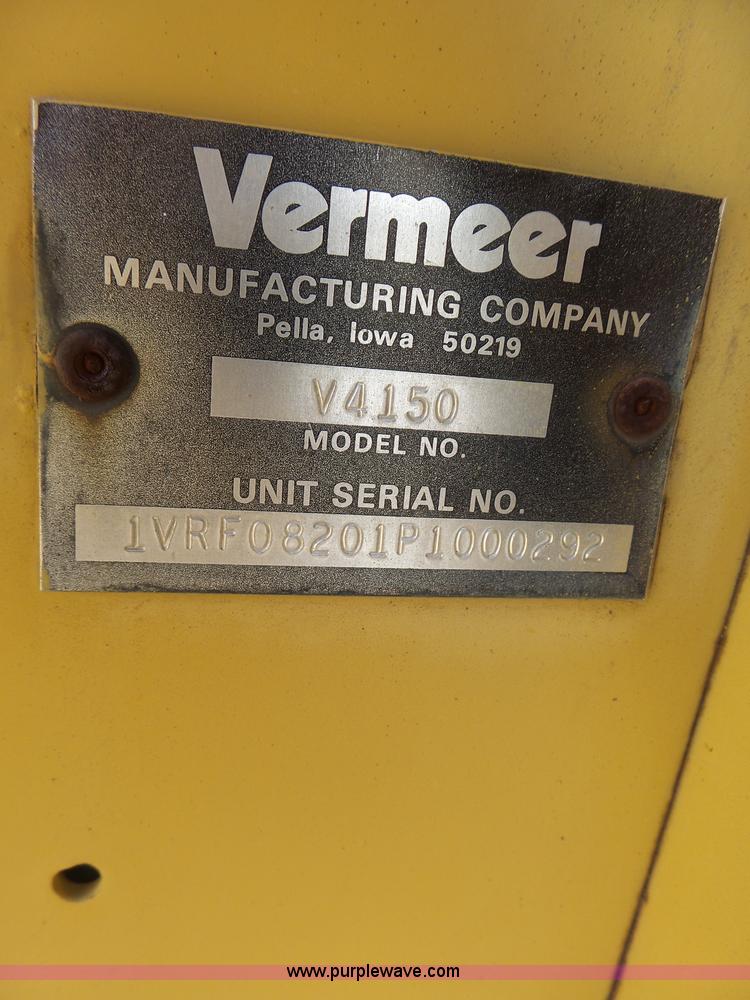 Vermeer
MANUFACTURING COMPANY
Pella, Iowa 50219
V4150
MODEL NO.
UNIT SERIAL NO.
1VRF08201P1000292
www.purplewave.com